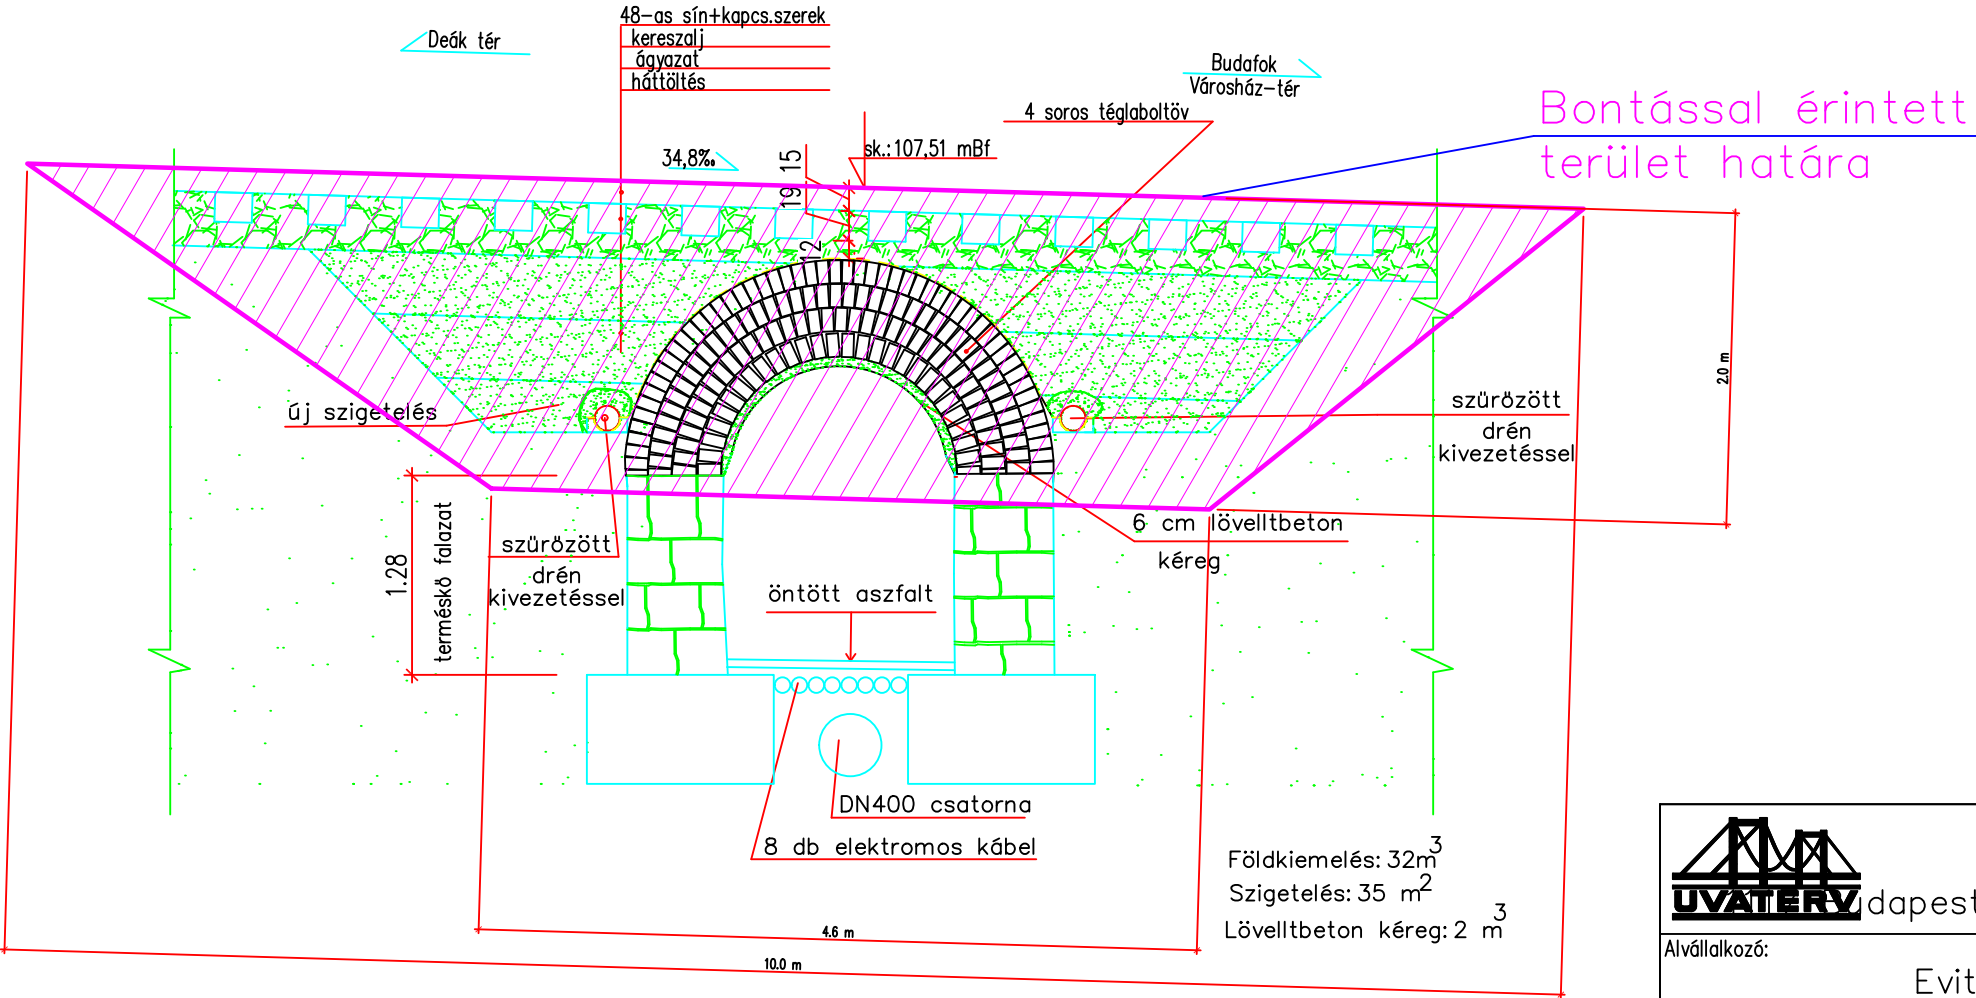 48-as sín+kapcs.szerek
kereszalj
ágyazat
háttöltés
Deák tér
Budafok
Városház-tér
4 soros téglaboltöv
Bontással érintett
terület határa
34,8‰
sk.:107,51 mBf
15
19
12
2.0 m
új szigetelés
szürözött
drén
kivezetéssel
1.28
terméskő falazat
szürözött
drén
kivezetéssel
6 cm lövelltbeton
kéreg
öntött aszfalt
DN400 csatorna
8 db elektromos kábel
Földkiemelés: 32m³
Szigetelés: 35 m²
Lövelltbeton kéreg: 2 m³
4.6 m
10.0 m
UVATERV
udapest
Alvállalkozó:
Evit